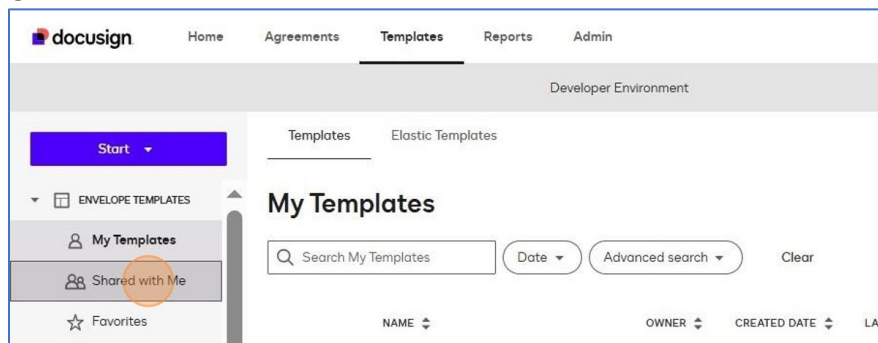 docusign Home Agreements Templates Reports Admin
Developer Environment
Start
Templates Elastic Templates
ENVELOPE TEMPLATES
My Templates
My Templates
Search My Templates Date Advanced search Clear
Shared with Me
Favorites
NAME OWNER CREATED DATE LA